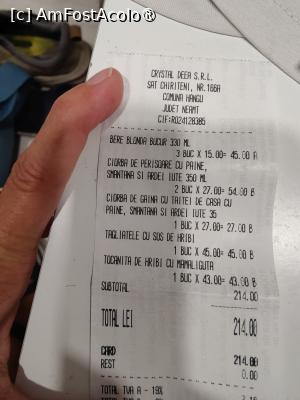 [c] AmFostAcolo®
CRYSTAL DEER S.R.L.
SAT CHIRITENI, NR.166A
COMUNA HANGU
JUDET NEAMT
CIF:RO24128385
BERE BLONDA BUCUR 330 ML
3 BUC X 15.00= 45.00 A
CIORBA DE PERISOARE CU PAINE,
SMANTANA SI ARDEI IUTE 350 ML
2 BUC X 27.00= 54.00 B
CIORBA DE GAINA CU TAITEI DE CASA CU
PAINE, SMANTANA SI ARDEI IUTE 35
1 BUC X 27.00= 27.00 B
TAGLIATELE CU SOS DE HRIBI
1 BUC X 45.00= 45.00 B
TOCANITA DE HRIBI CU MAMALIGUTA
1 BUC X 43.00= 43.00 B
SUBTOTAL
214.00
TOTAL LEI 214.00
CARD 214.00
REST 0.00
TOTAL TVA A - 19%